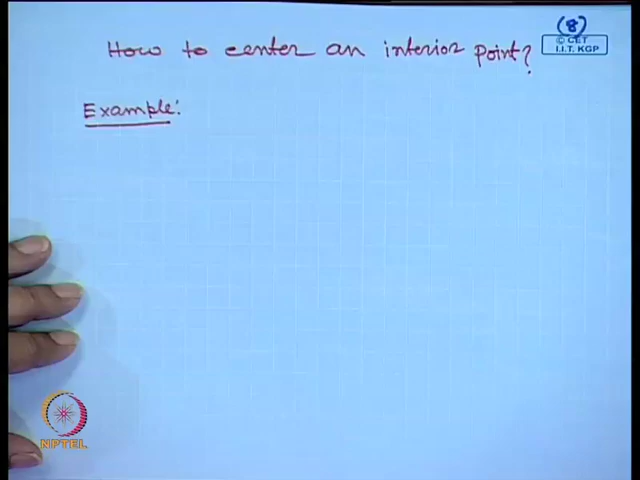 (8)
© CET
I.I.T. KGP
How to center an interior point?
Example:
NPTEL